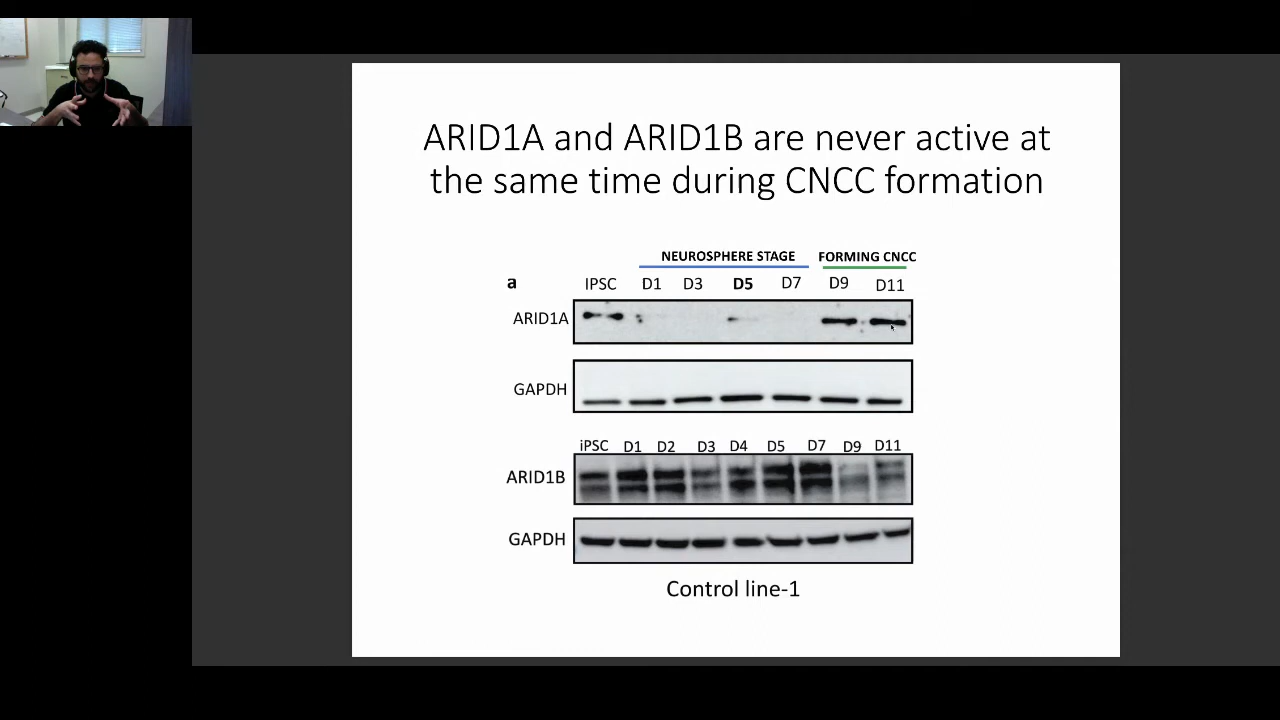 ARID1A and ARID1B are never active at
the same time during CNCC formation
NEUROSPHERE STAGE FORMING CNCC
a IPSC D1 D3 D5 D7 D9 D11
ARID1A
GAPDH
iPSC D1 D2 D3 D4 D5 D7 D9 D11
ARID1B
GAPDH
Control line-1